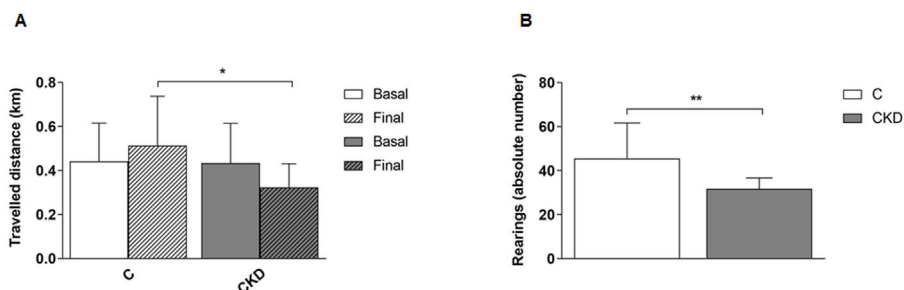 A
Travelled distance (km)
0.8
0.6
0.4
0.2
0.0
*
C
CKD
Basal
Final
Basal
Final
B
Rearings (absolute number)
80
60
40
20
0
**
C
CKD